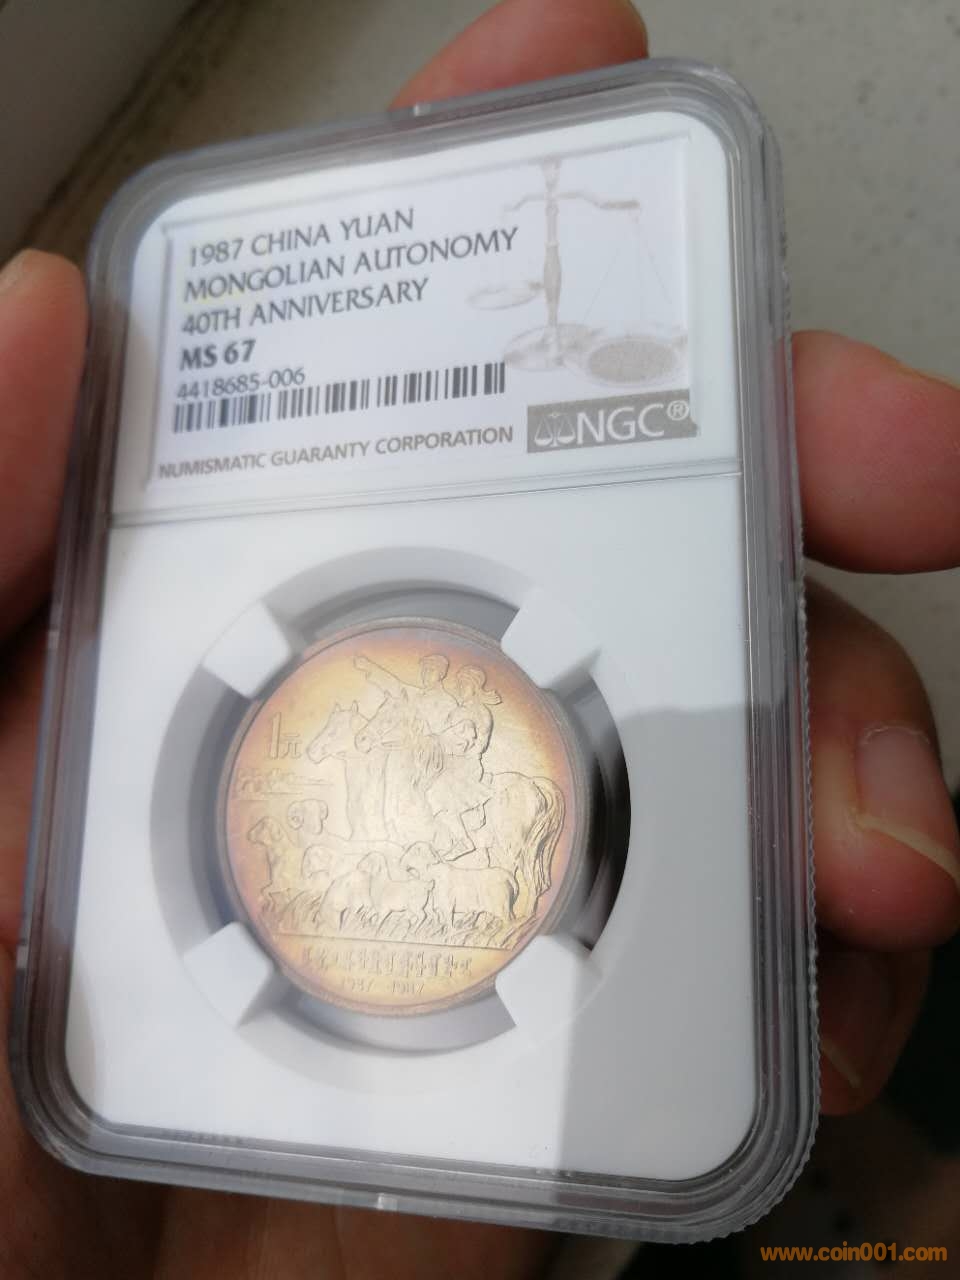 1987 CHINA YUAN
MONGOLIAN AUTONOMY
40TH ANNIVERSARY
MS 67
4418685-006
NGC®
NUMISMATIC GUARANTY CORPORATION
1元
1987
www.coin001.com